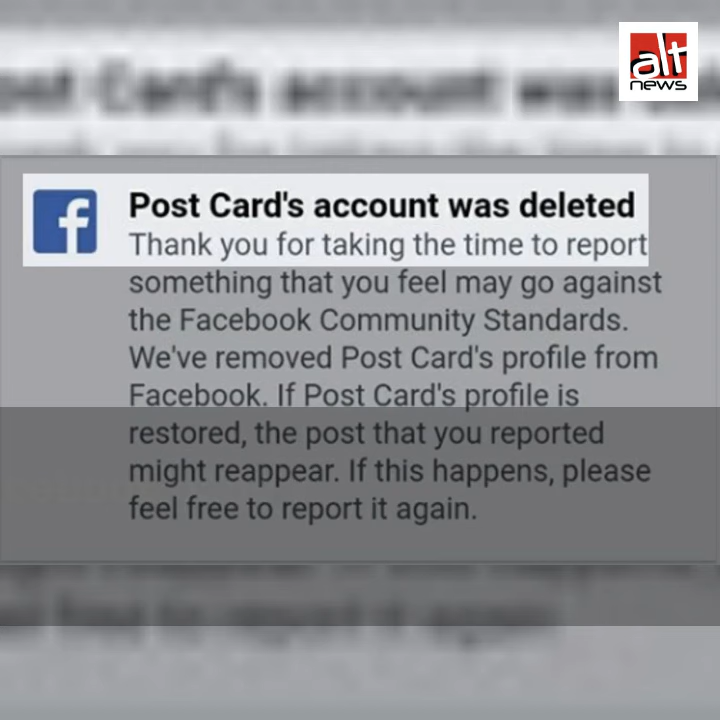 alt
news
Post Card's account was deleted
Thank you for taking the time to report
something that you feel may go against
the Facebook Community Standards.
We've removed Post Card's profile from
Facebook. If Post Card's profile is
restored, the post that you reported
might reappear. If this happens, please
feel free to report it again.